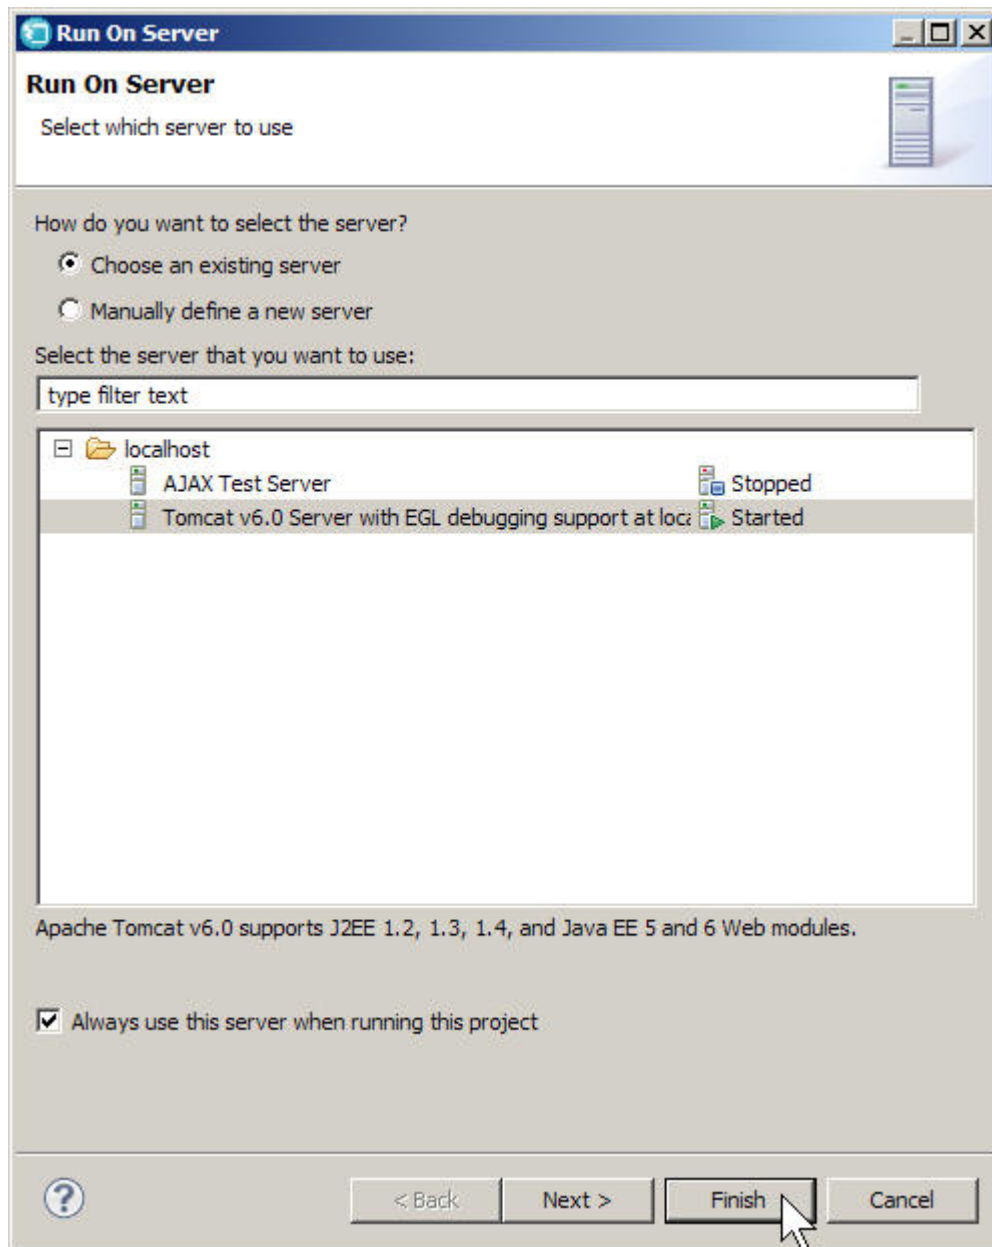 Run On Server
Run On Server
Select which server to use
How do you want to select the server?
Choose an existing server
Manually define a new server
Select the server that you want to use:
type filter text
localhost
AJAX Test Server Stopped
Tomcat v6.0 Server with EGL debugging support at loca Started
Apache Tomcat v6.0 supports J2EE 1.2, 1.3, 1.4, and Java EE 5 and 6 Web modules.
Always use this server when running this project
? < Back Next > Finish Cancel